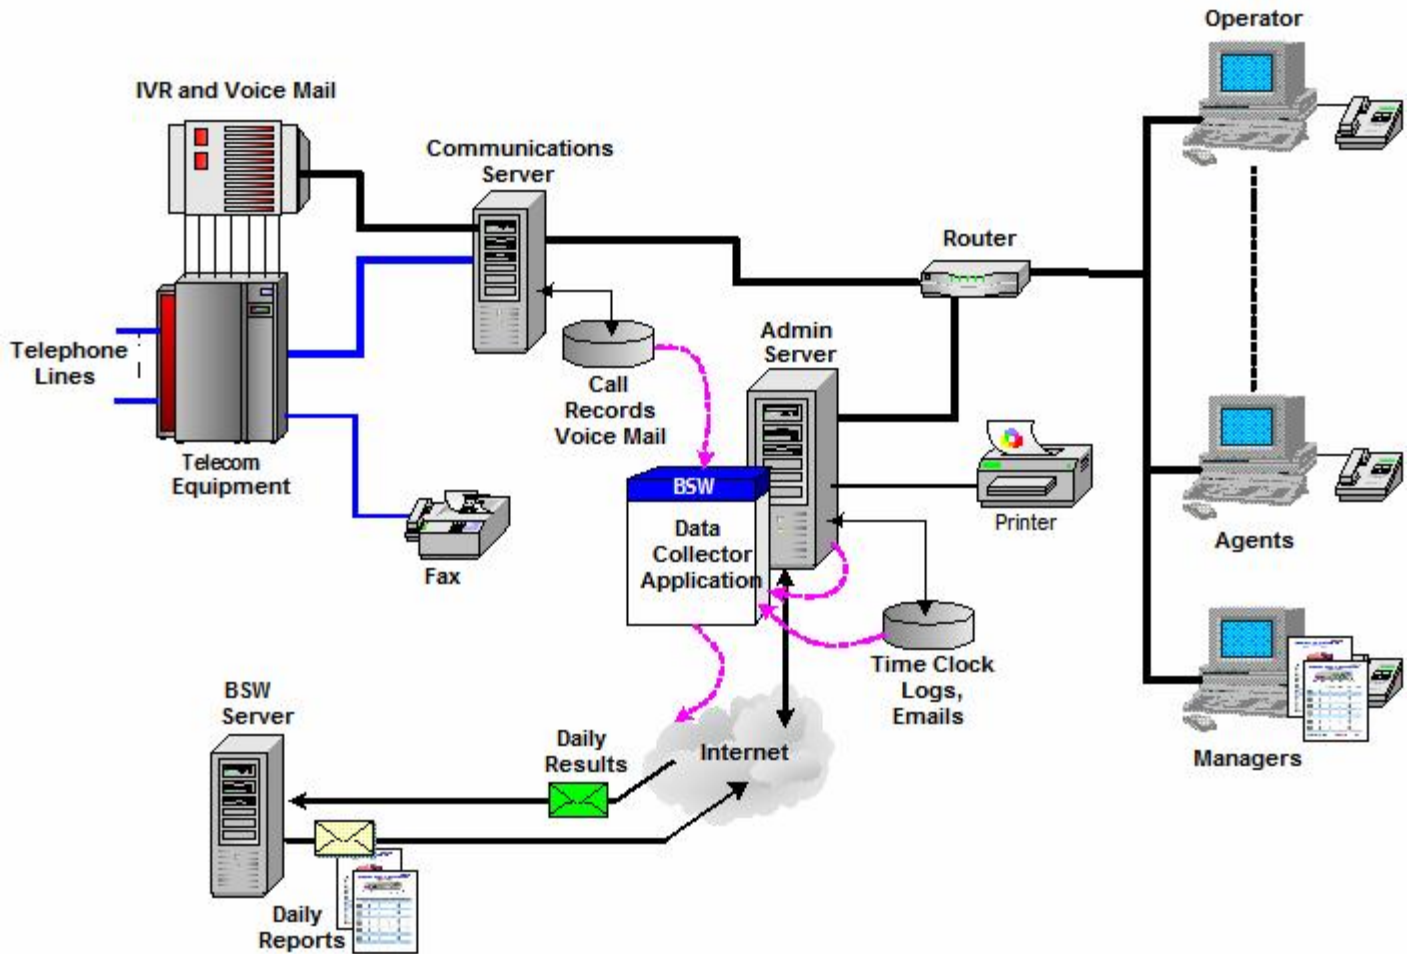 Operator
IVR and Voice Mail
Communications
Server
Router
Telephone
Lines
Admin
Server
Call
Records
Voice Mail
Telecom
Equipment
BSW
Data
Collector
Application
Printer
Agents
Fax
Time Clock
Logs,
Emails
BSW
Server
Daily
Results
Internet
Managers
Daily
Reports